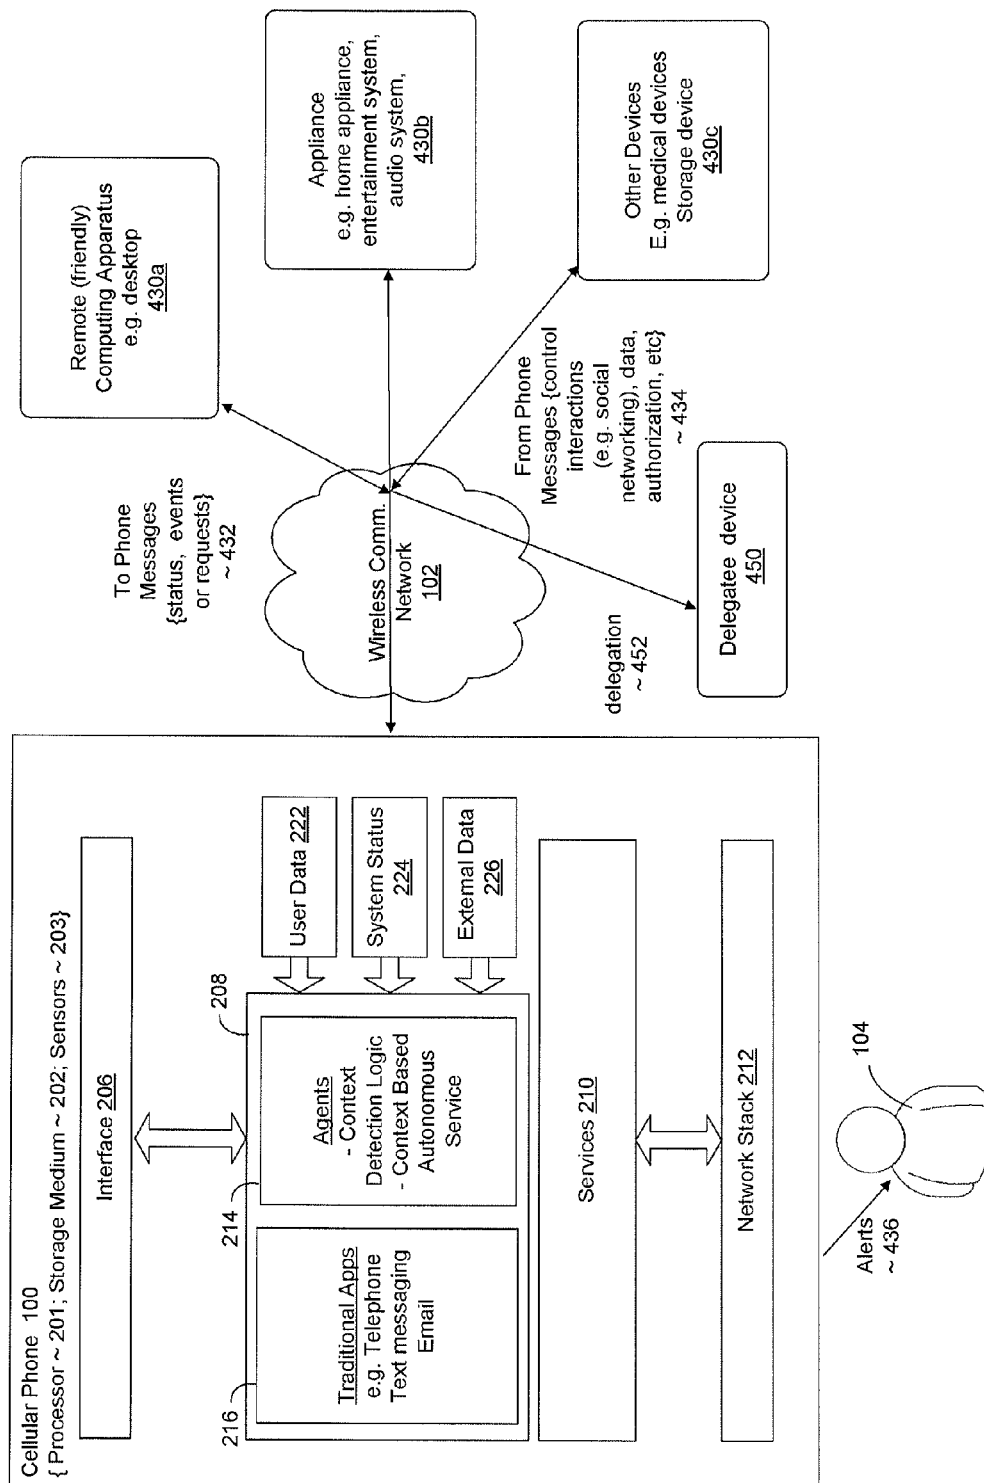 Cellular Phone 100
{ Processor ~ 201; Storage Medium ~ 202; Sensors ~ 203}
Interface 206
216
Traditional Apps
e.g. Telephone
Text messaging
Email
214
Agents
- Context
Detection Logic
- Context Based
Autonomous
Service
208
User Data 222
System Status
224
External Data
226
Services 210
Network Stack 212
Alerts
~ 436
104
To Phone
Messages
{status, events
or requests}
~ 432
Wireless Comm.
Network
102
delegation
~ 452
Remote (friendly)
Computing Apparatus
e.g. desktop
430a
Appliance
e.g. home appliance,
entertainment system,
audio system,
430b
From Phone
Messages {control
interactions
(e.g. social
networking), data,
authorization, etc}
~ 434
Other Devices
E.g. medical devices
Storage device
430c
Delegatee device
450